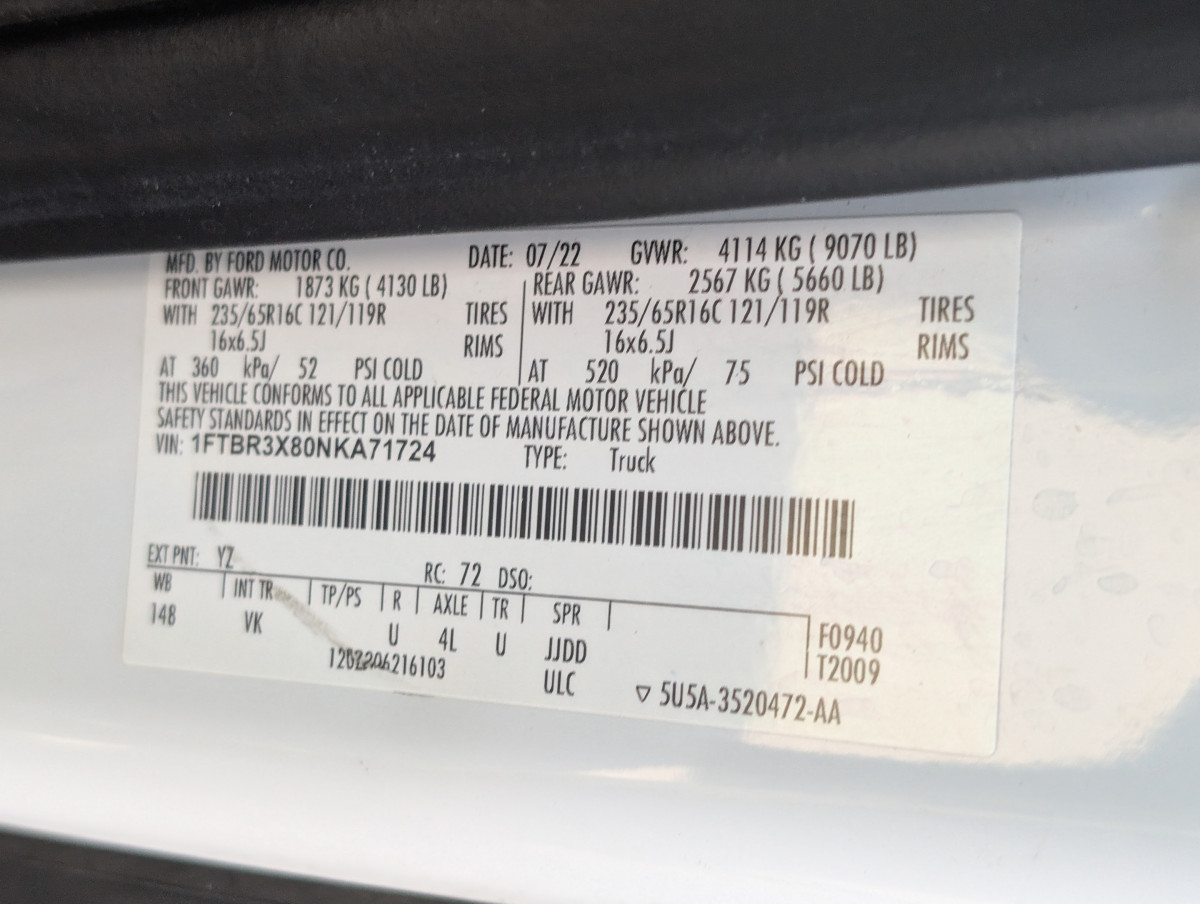 MFD. BY FORD MOTOR CO. DATE: 07/22 GVWR: 4114 KG ( 9070 LB)
FRONT GAWR: 1873 KG ( 4130 LB) REAR GAWR: 2567 KG ( 5660 LB)
WITH 235/65R16C 121/119R TIRES WITH 235/65R16C 121/119R TIRES
16x6.5J RIMS 16x6.5J RIMS
AT 360 kPa/ 52 PSI COLD AT 520 kPa/ 75 PSI COLD
THIS VEHICLE CONFORMS TO ALL APPLICABLE FEDERAL MOTOR VEHICLE
SAFETY STANDARDS IN EFFECT ON THE DATE OF MANUFACTURE SHOWN ABOVE.
VIN: 1FTBR3X80NKA71724 TYPE: Truck
EXT PNT: YZ RC: 72 DSO:
WB INT TR TP/PS R AXLE TR SPR
148 VK U 4L U JJDD F0940
1202206216103 ULC T2009
▽ 5U5A-3520472-AA